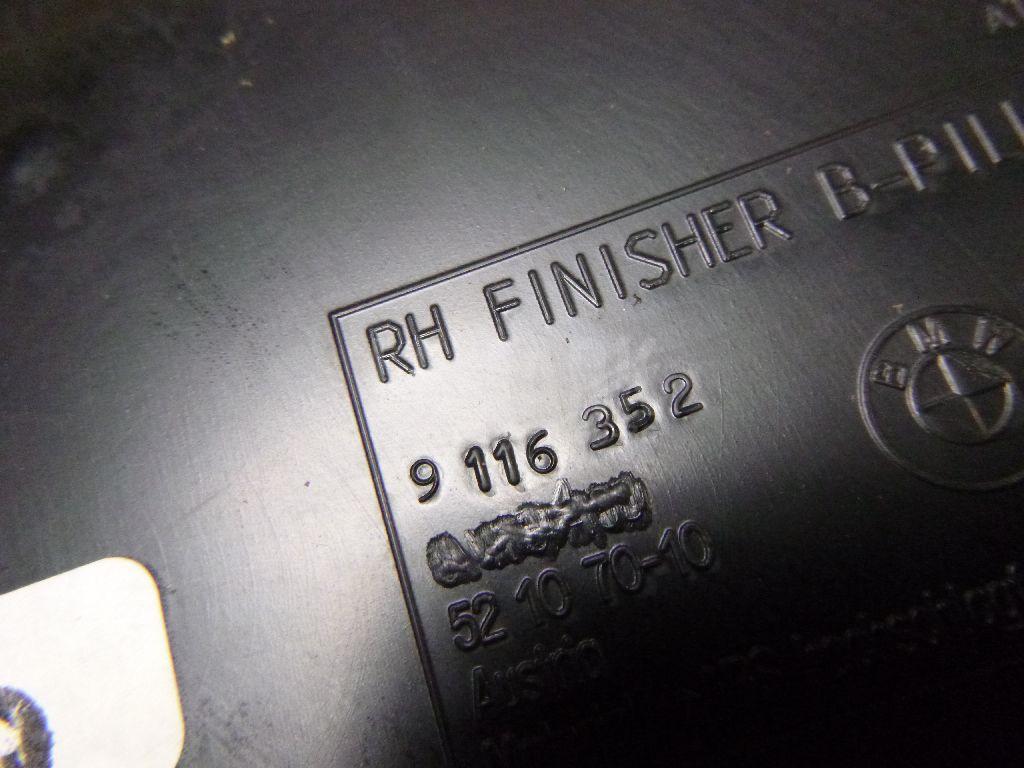 RH FINISHER B-PILL
BMW
9 116 352
52 10 70-10
Austria